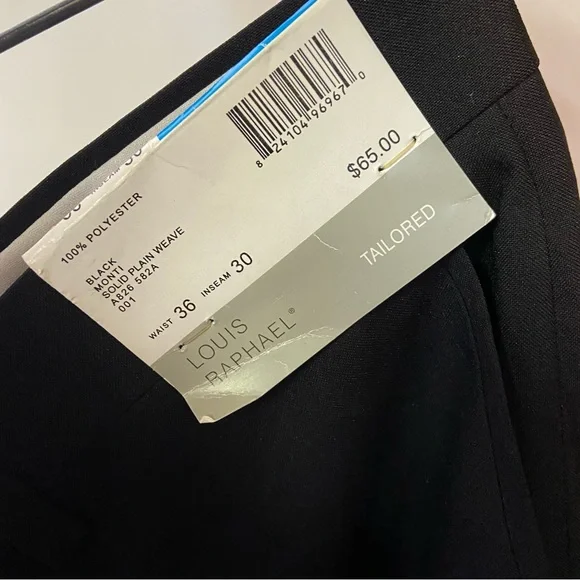 8 24104 96967 0
$65.00
100% POLYESTER
BLACK
MONTI
SOLID PLAIN WEAVE
A826 582A
001
WAIST 36 INSEAM 30
TAILORED
LOUIS
RAPHAEL®